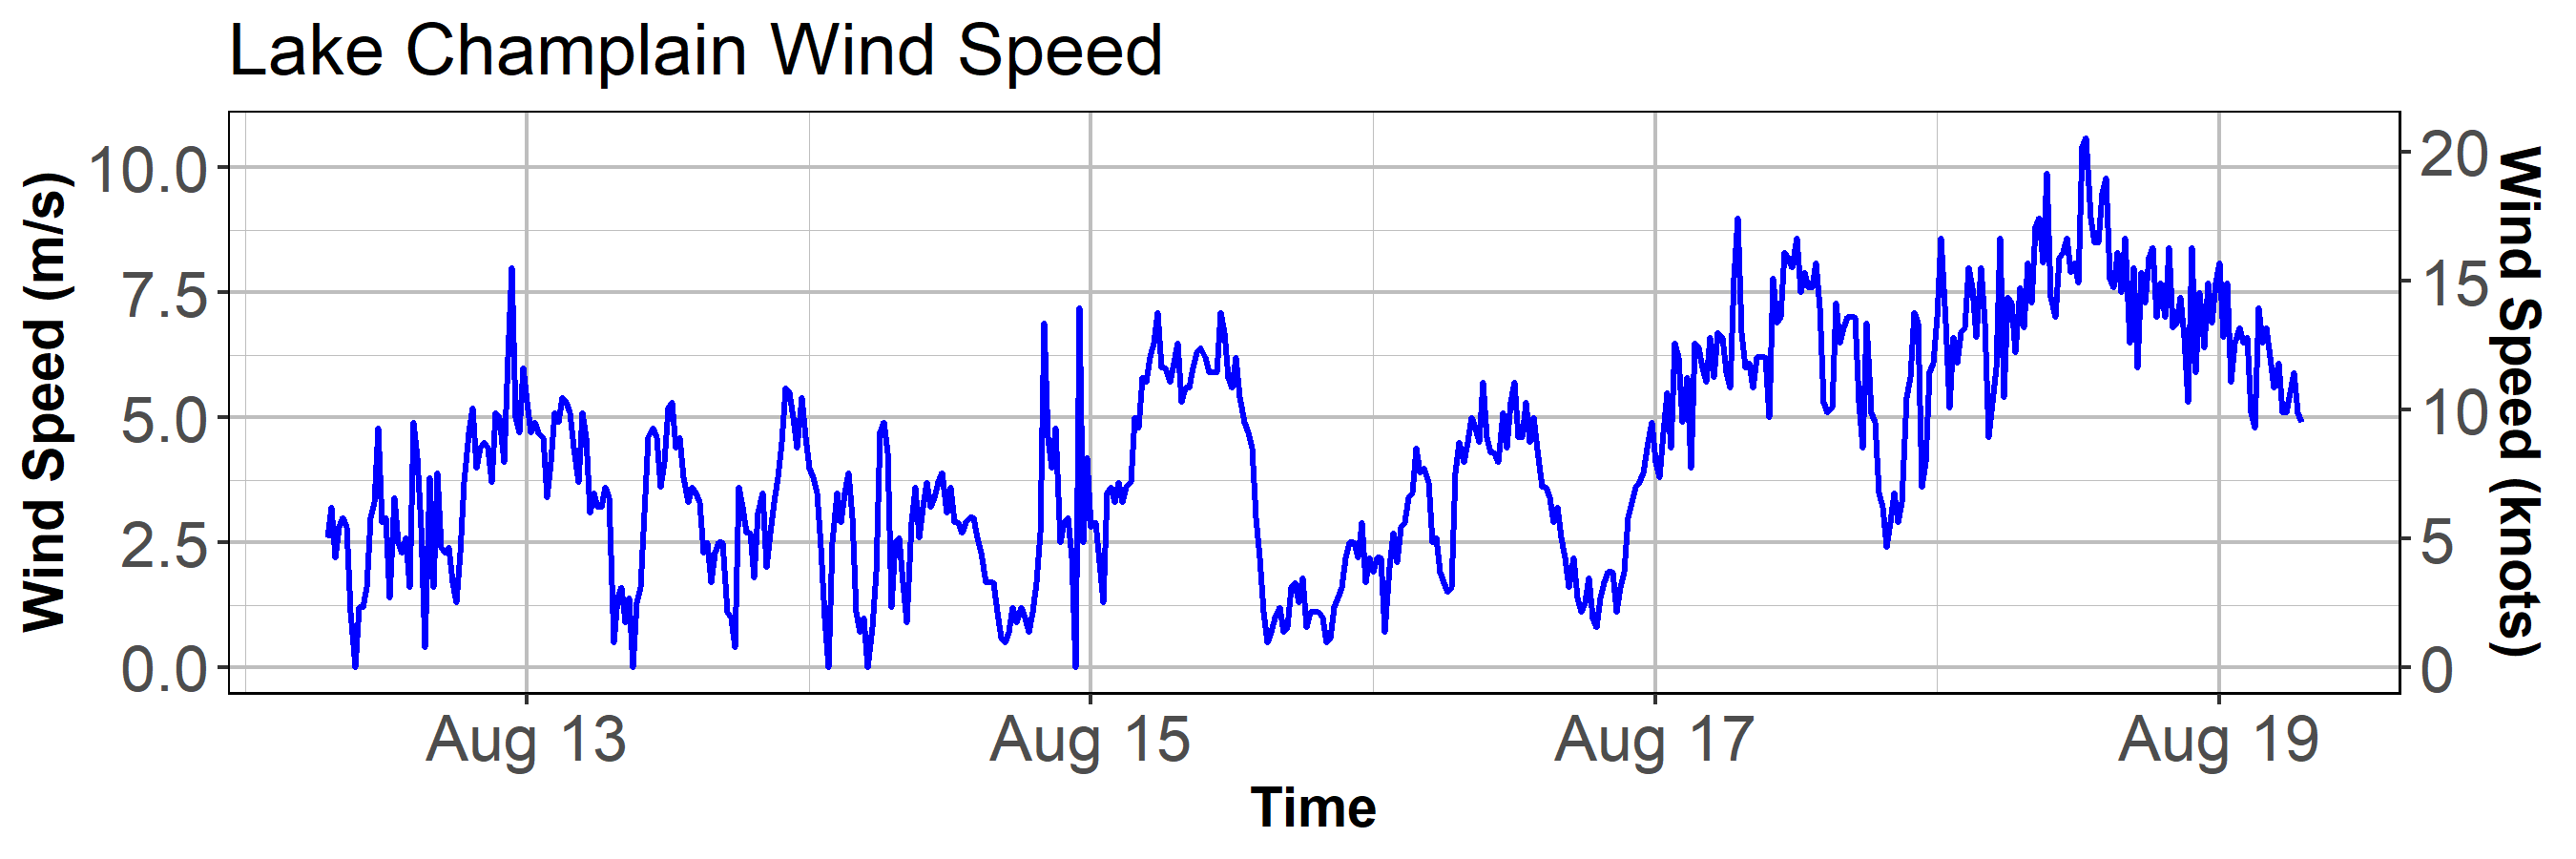 Lake Champlain Wind Speed
Wind Speed (m/s)
10.0
7.5
5.0
2.5
0.0
20
15
10
5
0
Wind Speed (knots)
Aug 13 Aug 15 Aug 17 Aug 19
Time